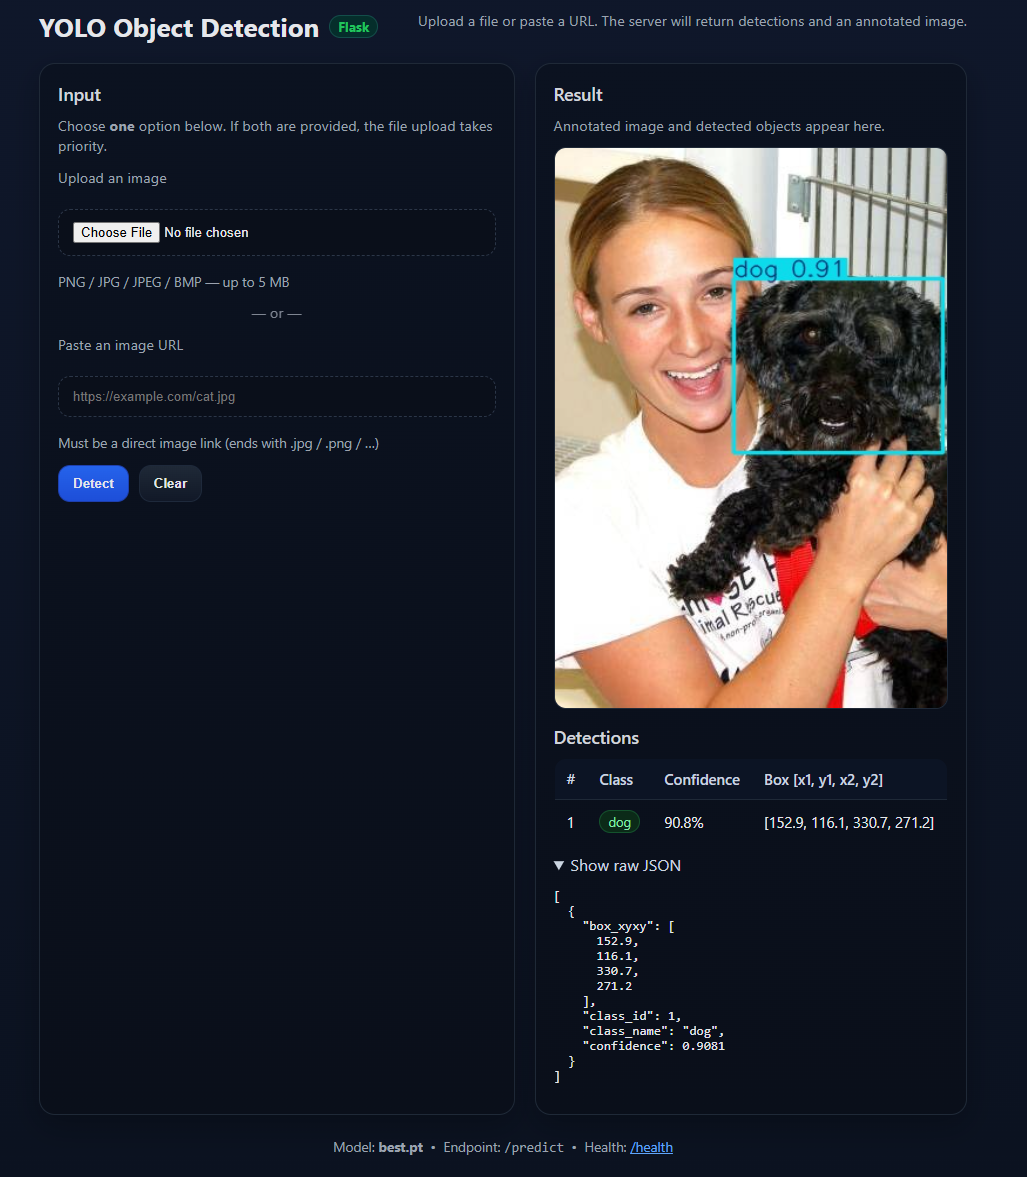 YOLO Object Detection Flask
Upload a file or paste a URL. The server will return detections and an annotated image.
Input
Choose one option below. If both are provided, the file upload takes
priority.
Upload an image
Choose File No file chosen
PNG / JPG / JPEG / BMP — up to 5 MB
— or —
Paste an image URL
https://example.com/cat.jpg
Must be a direct image link (ends with .jpg / .png / …)
Detect Clear
Result
Annotated image and detected objects appear here.
dog 0.91
Detections
# Class Confidence Box [x1, y1, x2, y2]
1 dog 90.8% [152.9, 116.1, 330.7, 271.2]
▼ Show raw JSON
[
  {
    "box_xyxy": [
      152.9,
      116.1,
      330.7,
      271.2
    ],
    "class_id": 1,
    "class_name": "dog",
    "confidence": 0.9081
  }
]
Model: best.pt • Endpoint: /predict • Health: /health